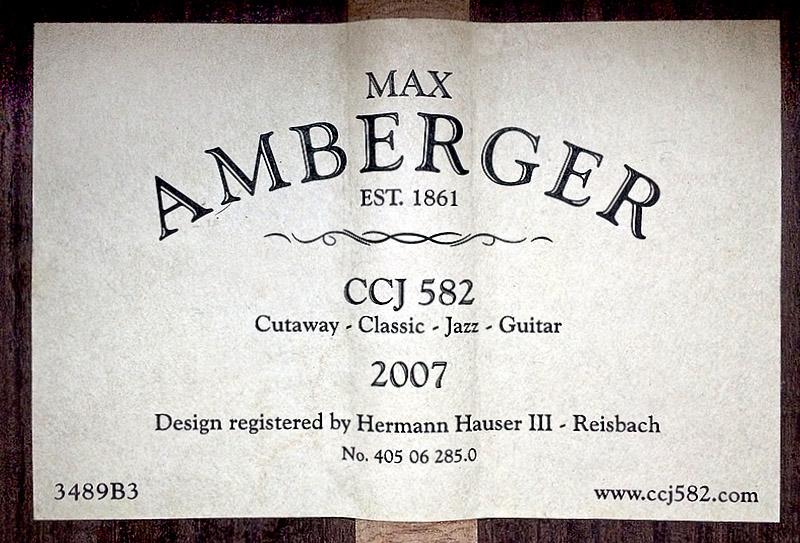 MAX
AMBERGER
EST. 1861
CCJ 582
Cutaway - Classic - Jazz - Guitar
2007
Design registered by Hermann Hauser III - Reisbach
No. 405 06 285.0
3489B3
www.ccj582.com